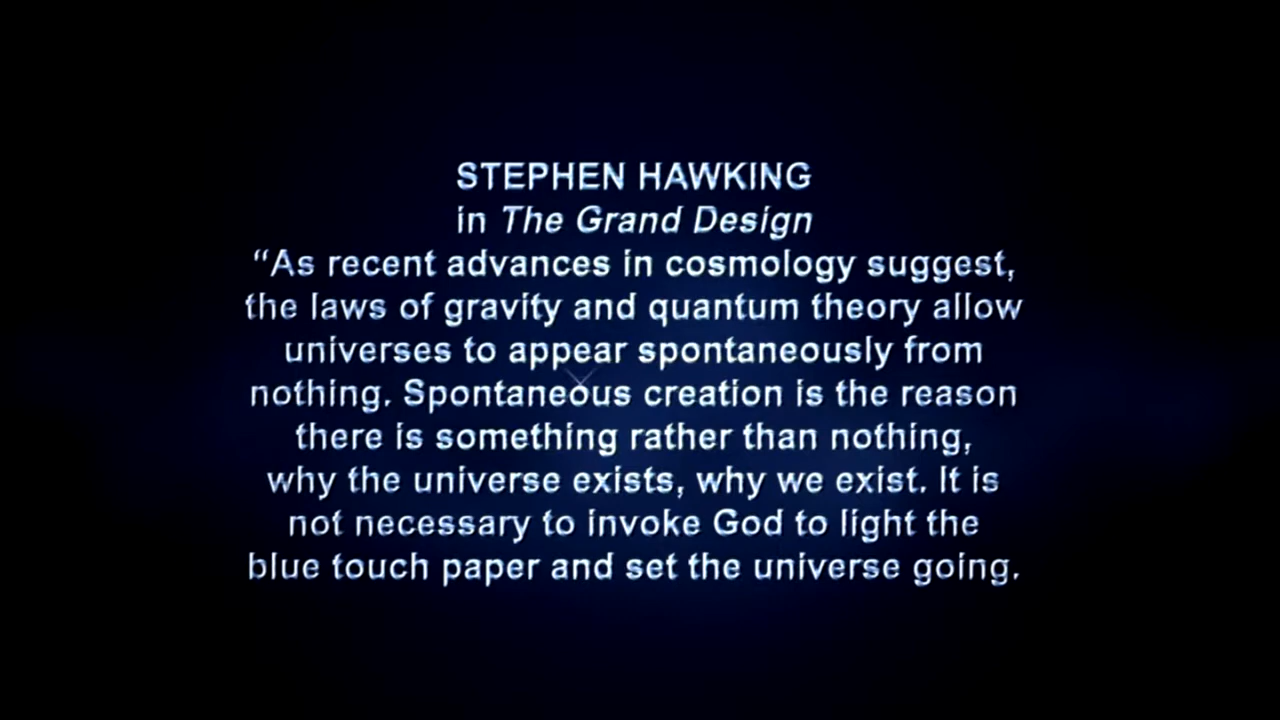 STEPHEN HAWKING
in The Grand Design
“As recent advances in cosmology suggest,
the laws of gravity and quantum theory allow
universes to appear spontaneously from
nothing. Spontaneous creation is the reason
there is something rather than nothing,
why the universe exists, why we exist. It is
not necessary to invoke God to light the
blue touch paper and set the universe going.